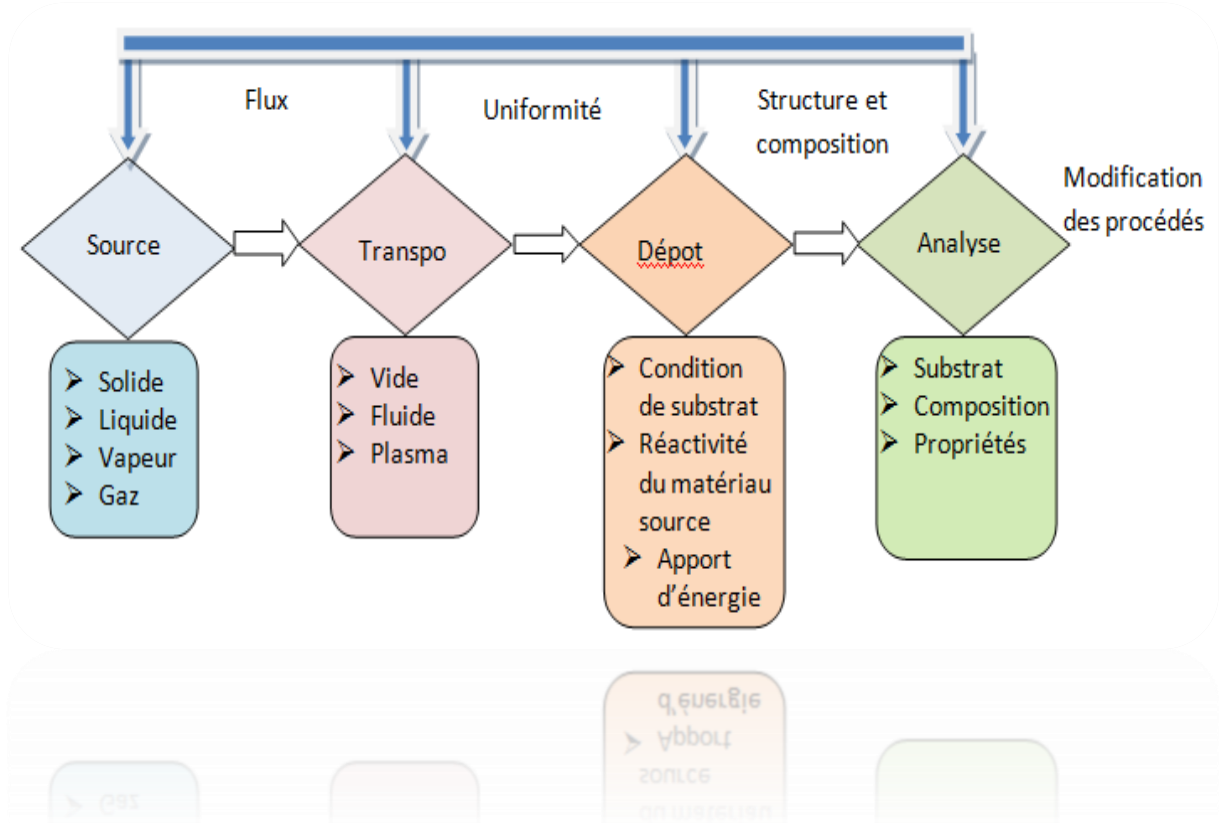 Flux
Uniformité
Structure et
composition
Modification
des procédés
Source
Transpo
Dépot
Analyse
➢ Solide
➢ Liquide
➢ Vapeur
➢ Gaz
➢ Vide
➢ Fluide
➢ Plasma
➢ Condition
de substrat
➢ Réactivité
du matériau
source
➢ Apport
d’énergie
➢ Substrat
➢ Composition
➢ Propriétés